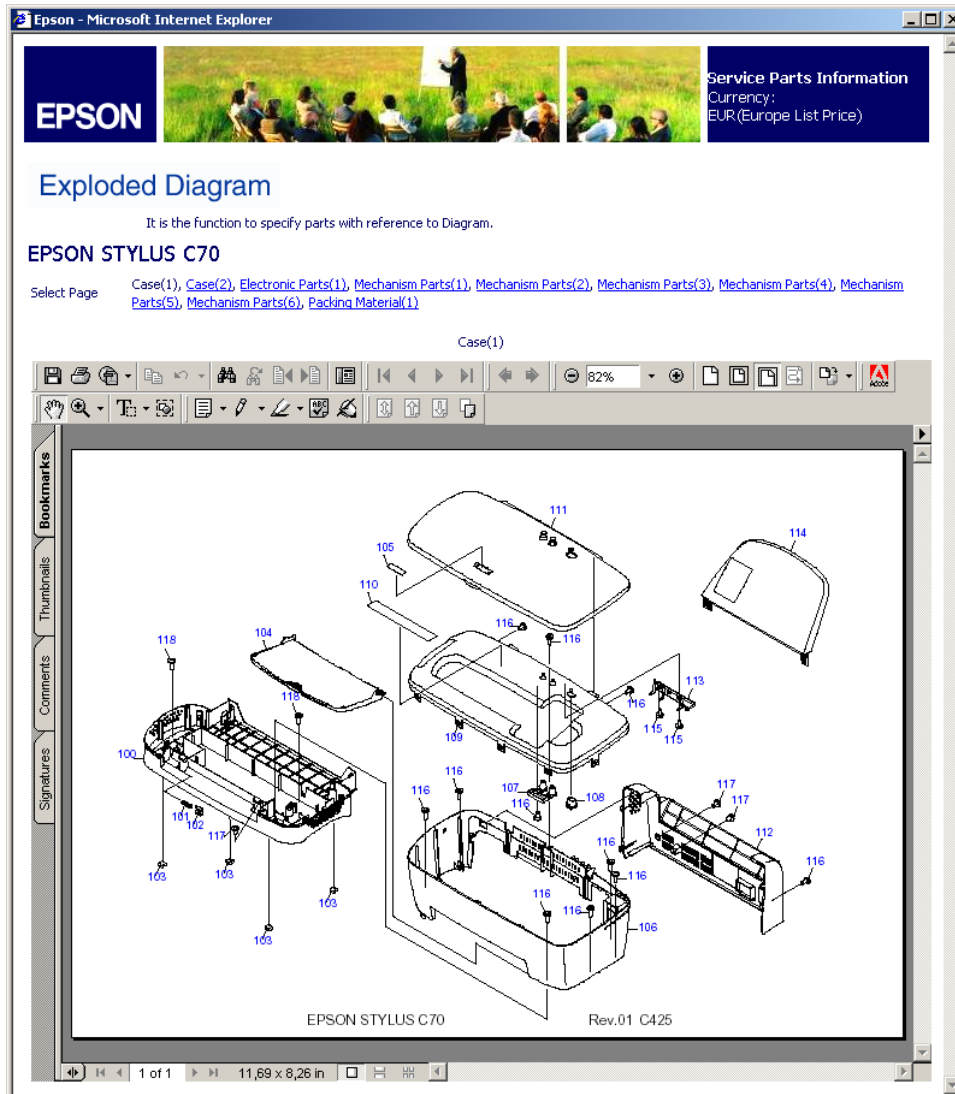 Epson - Microsoft Internet Explorer
EPSON
Service Parts Information
Currency:
EUR(Europe List Price)
Exploded Diagram
It is the function to specify parts with reference to Diagram.
EPSON STYLUS C70
Select Page
Case(1), Case(2), Electronic Parts(1), Mechanism Parts(1), Mechanism Parts(2), Mechanism Parts(3), Mechanism Parts(4), Mechanism
Parts(5), Mechanism Parts(6), Packing Material(1)
Case(1)
82%
Adobe
ABC
Bookmarks
Thumbnails
Comments
Signatures
111
114
105
110
116
116
104
118
118
113
116
115
115
109
100
116
107
108
117
117
116
116
112
101
102
117
116
116
116
103
103
103
116
116
106
103
EPSON STYLUS C70
Rev.01 C425
1 of 1
11,69 x 8,26 in